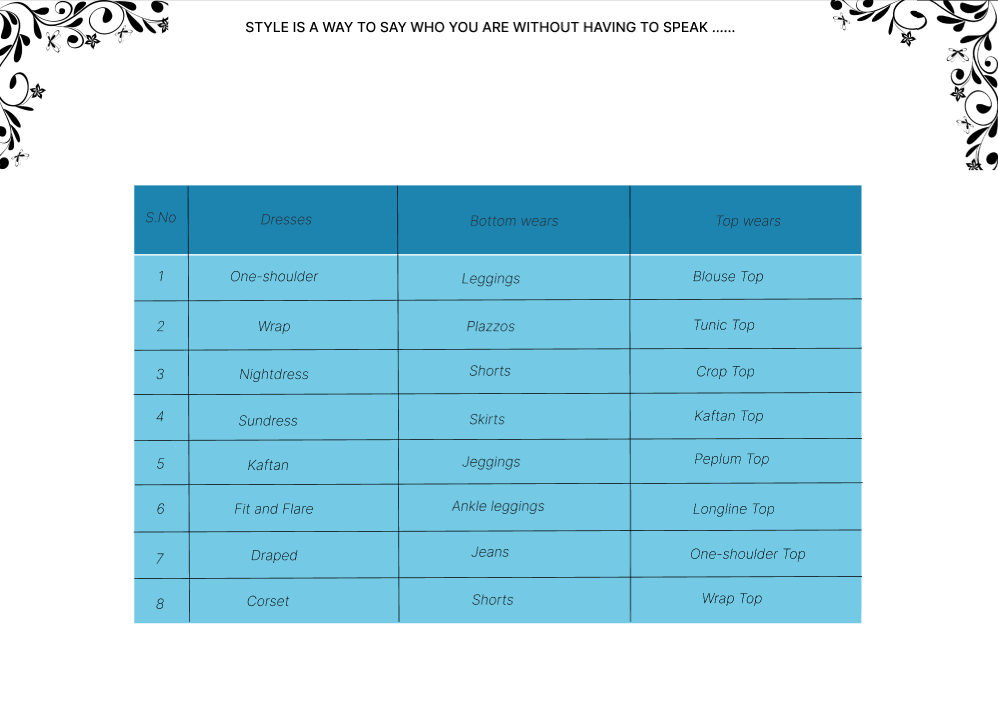 STYLE IS A WAY TO SAY WHO YOU ARE WITHOUT HAVING TO SPEAK ......
S.No Dresses Bottom wears Top wears
1 One-shoulder Leggings Blouse Top
2 Wrap Plazzos Tunic Top
3 Nightdress Shorts Crop Top
4 Sundress Skirts Kaftan Top
5 Kaftan Jeggings Peplum Top
6 Fit and Flare Ankle leggings Longline Top
7 Draped Jeans One-shoulder Top
8 Corset Shorts Wrap Top